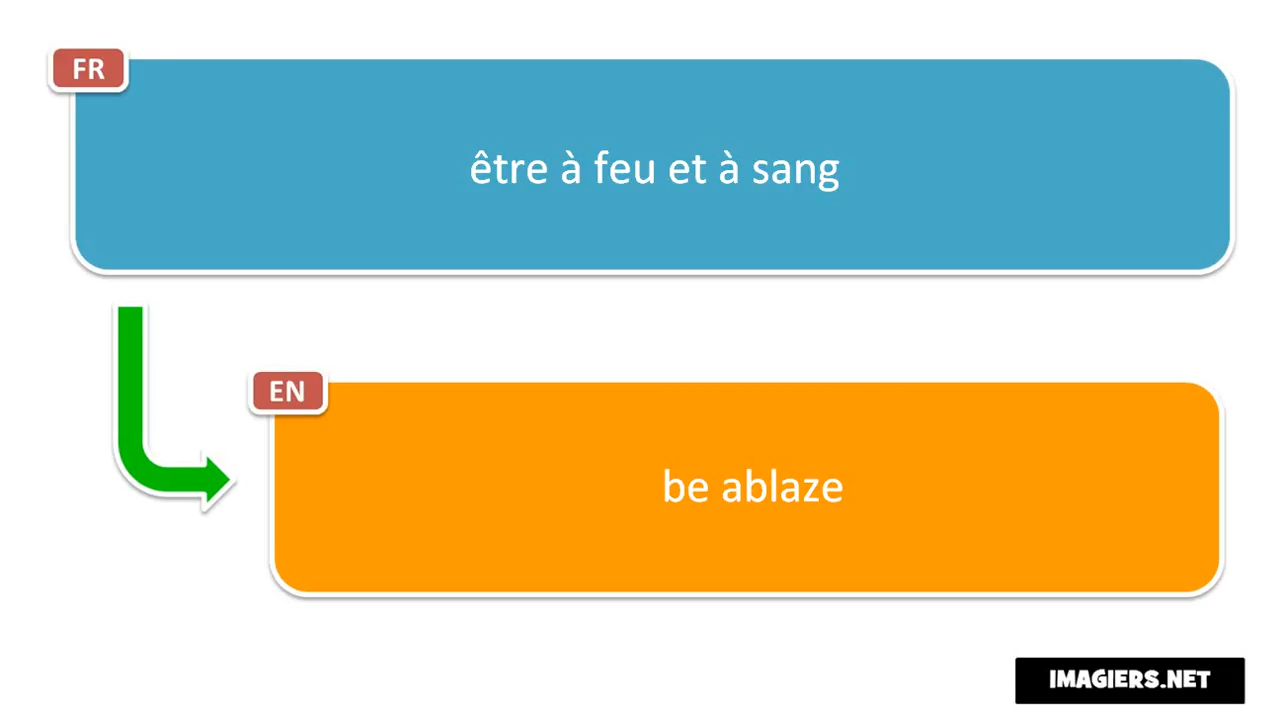 FR
être à feu et à sang
EN
be ablaze
IMAGIERS.NET